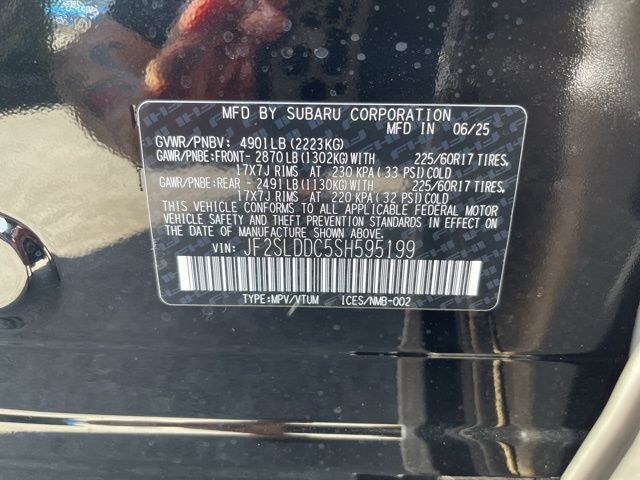 MFD BY SUBARU CORPORATION
MFD IN 06/25
GVWR/PNBV: 4901LB (2223KG)
GAWR/PNBE:FRONT- 2870LB (1302KG)WITH 225/60R17 TIRES,
17X7J RIMS AT 230 KPA (33 PSI) COLD
GAWR/PNBE:REAR - 2491LB (1130KG)WITH 225/60R17 TIRES,
17X7J RIMS AT 220 KPA (32 PSI) COLD
THIS VEHICLE CONFORMS TO ALL APPLICABLE FEDERAL MOTOR
VEHICLE SAFETY AND THEFT PREVENTION STANDARDS IN EFFECT ON
THE DATE OF MANUFACTURE SHOWN ABOVE.
VIN: JF2SLDDC5SH595199
TYPE:MPV/VTUM ICES/NMB-002